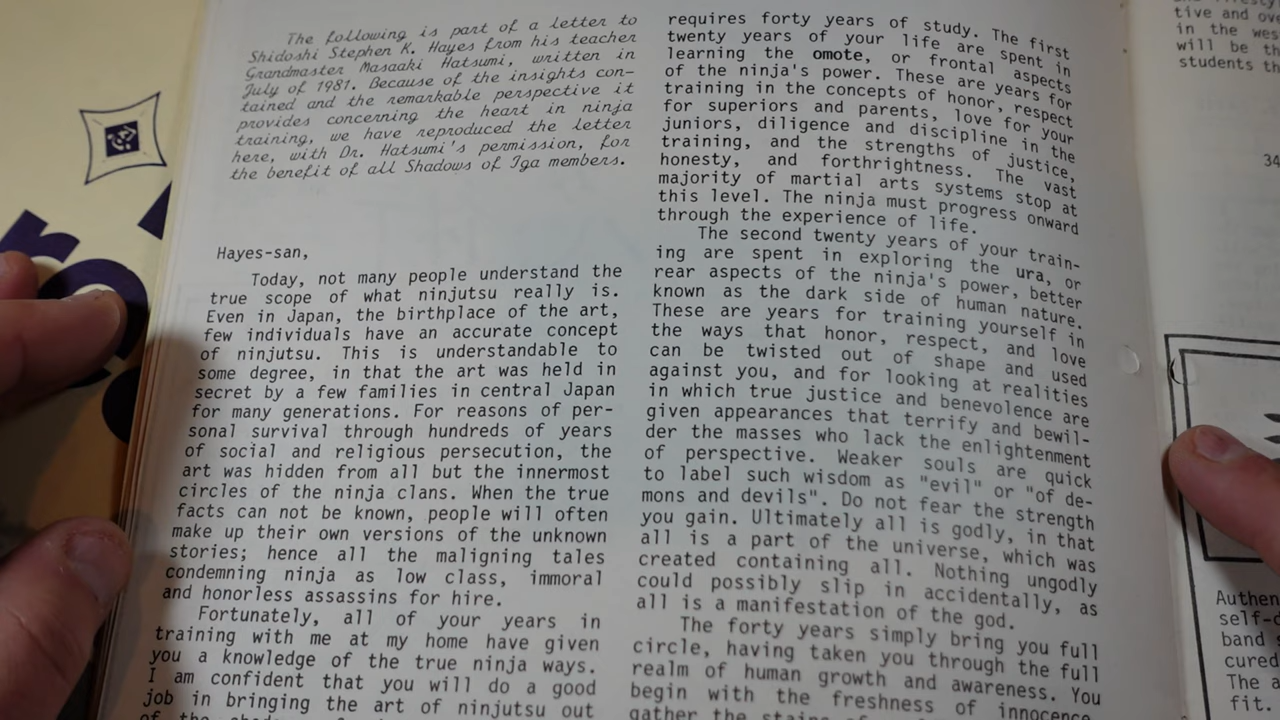 The following is part of a letter to
Shidoshi Stephen K. Hayes from his teacher
Grandmaster Masaaki Hatsumi, written in
July of 1981. Because of the insights con-
tained and the remarkable perspective it
provides concerning the heart in ninja
training, we have reproduced the letter
here, with Dr. Hatsumi's permission, for
the benefit of all Shadows of Iga members.
Hayes-san,
Today, not many people understand the
true scope of what ninjutsu really is.
Even in Japan, the birthplace of the art,
few individuals have an accurate concept
of ninjutsu. This is understandable to
some degree, in that the art was held in
secret by a few families in central Japan
for many generations. For reasons of per-
sonal survival through hundreds of years
of social and religious persecution, the
art was hidden from all but the innermost
circles of the ninja clans. When the true
facts can not be known, people will often
make up their own versions of the unknown
stories; hence all the maligning tales
condemning ninja as low class, immoral
and honorless assassins for hire.
Fortunately, all of your years in
training with me at my home have given
you a knowledge of the true ninja ways.
I am confident that you will do a good
job in bringing the art of ninjutsu out
requires forty years of study. The first
twenty years of your life are spent in
learning the omote, or frontal aspects
of the ninja's power. These are years for
training in the concepts of honor, respect
for superiors and parents, love for your
juniors, diligence and discipline in the
training, and the strengths of justice,
honesty, and forthrightness. The vast
majority of martial arts systems stop at
this level. The ninja must progress onward
through the experience of life.
The second twenty years of your train-
ing are spent in exploring the ura, or
rear aspects of the ninja's power, better
known as the dark side of human nature.
These are years for training yourself in
the ways that honor, respect, and love
can be twisted out of shape and used
against you, and for looking at realities
in which true justice and benevolence are
given appearances that terrify and bewil-
der the masses who lack the enlightenment
of perspective. Weaker souls are quick
to label such wisdom as "evil" or "of de-
mons and devils". Do not fear the strength
you gain. Ultimately all is godly, in that
all is a part of the universe, which was
created containing all. Nothing ungodly
could possibly slip in accidentally, as
all is a manifestation of the god.
The forty years simply bring you full
circle, having taken you through the full
realm of human growth and awareness. You
begin with the freshness of innocence
tive and
in the
will be
students
34
Authen
self-
band
cured
The
fit.